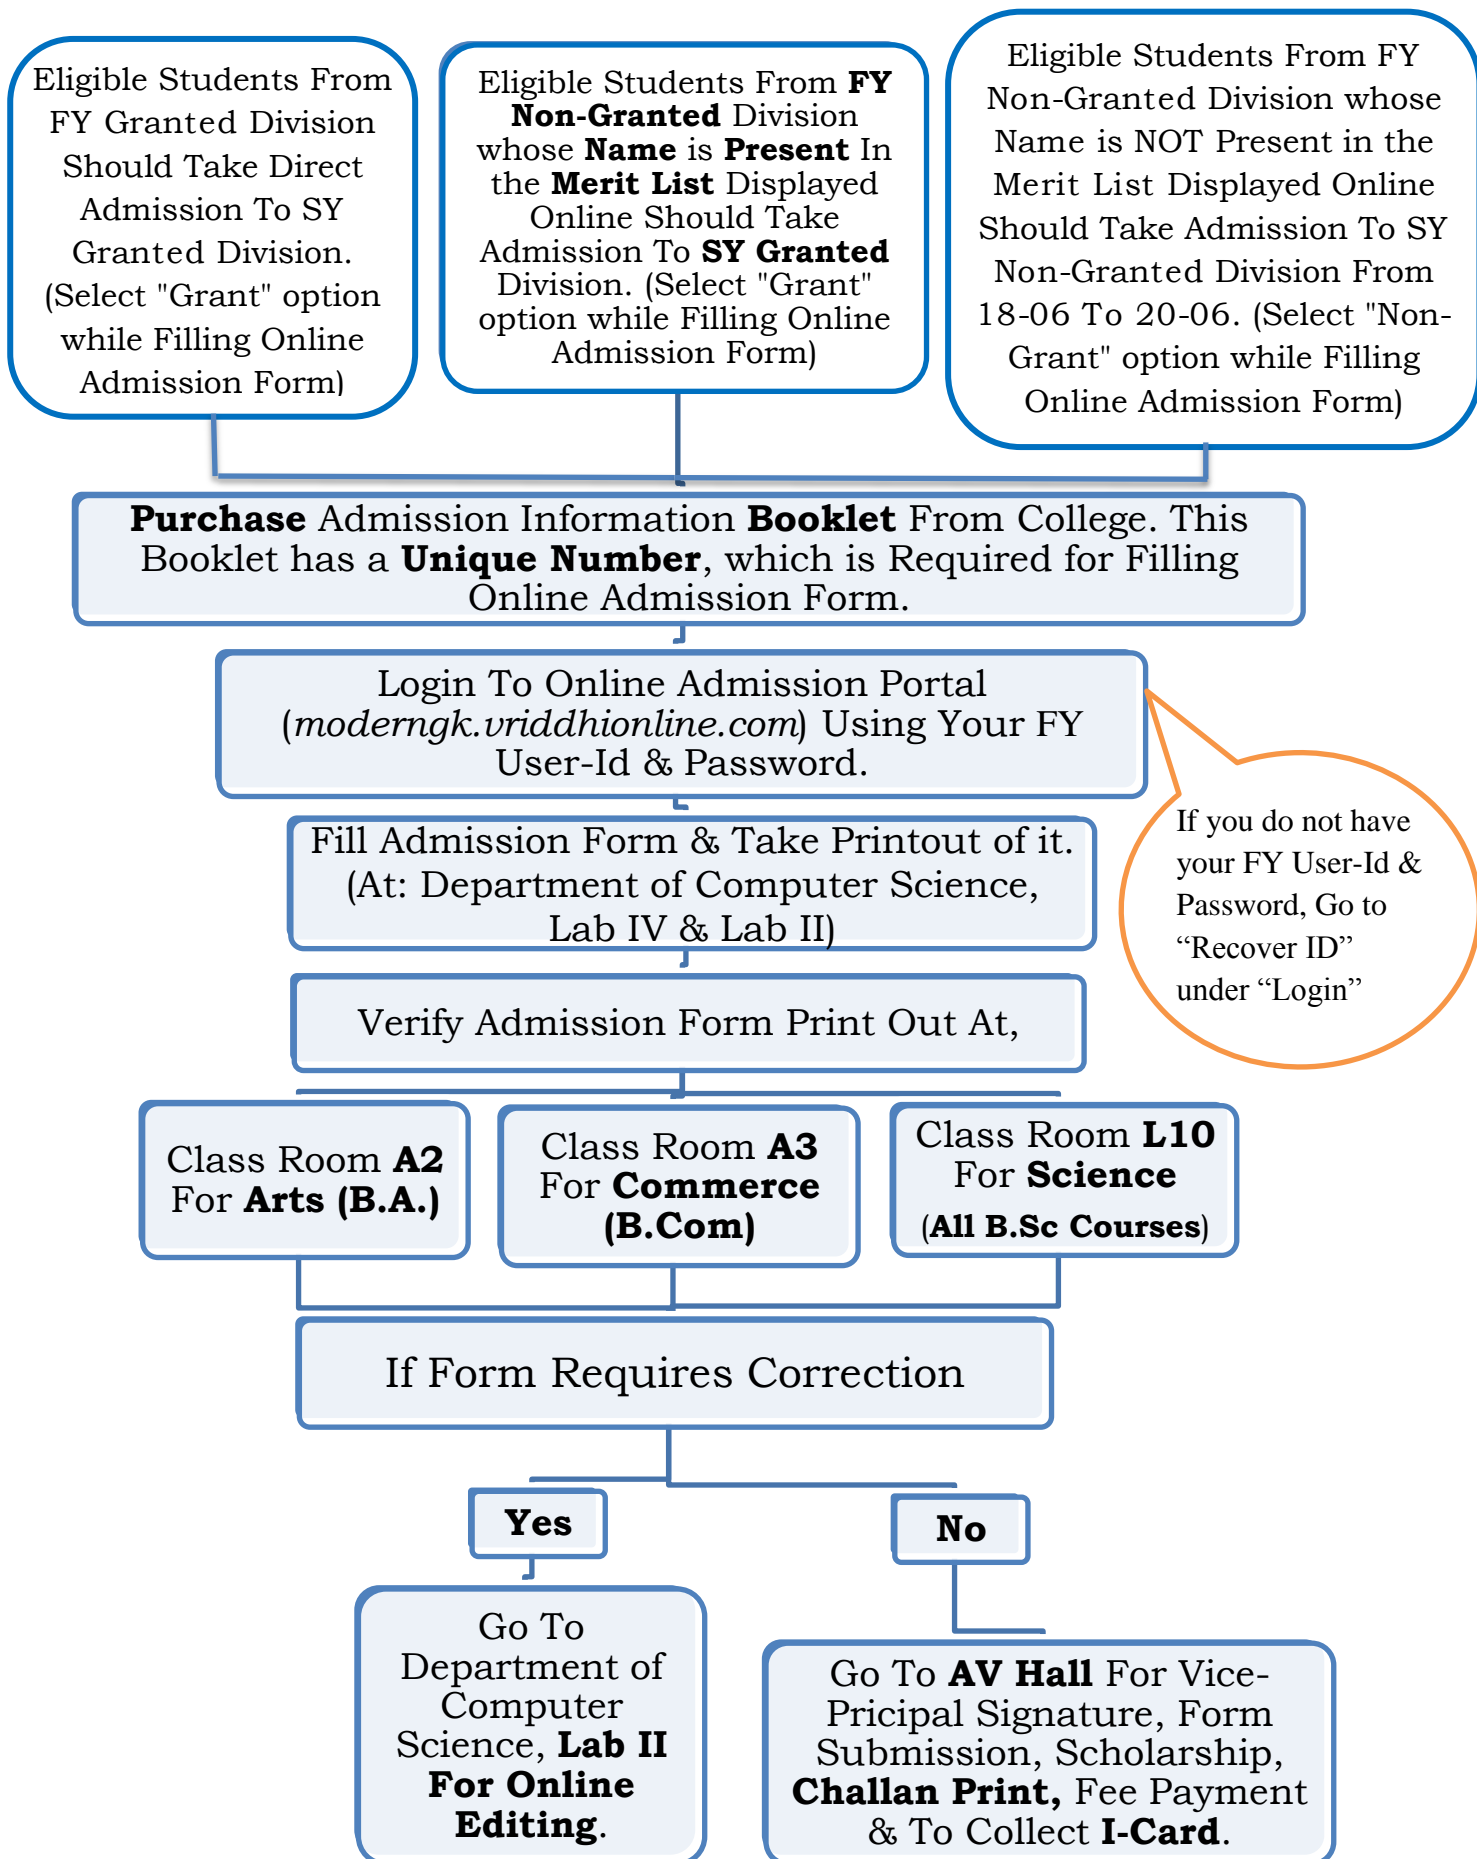 Eligible Students From
FY Granted Division
Should Take Direct
Admission To SY
Granted Division.
(Select "Grant" option
while Filling Online
Admission Form)
Eligible Students From FY
Non-Granted Division
whose Name is Present In
the Merit List Displayed
Online Should Take
Admission To SY Granted
Division. (Select "Grant"
option while Filling Online
Admission Form)
Eligible Students From FY
Non-Granted Division whose
Name is NOT Present in the
Merit List Displayed Online
Should Take Admission To SY
Non-Granted Division From
18-06 To 20-06. (Select "Non-
Grant" option while Filling
Online Admission Form)
Purchase Admission Information Booklet From College. This
Booklet has a Unique Number, which is Required for Filling
Online Admission Form.
Login To Online Admission Portal
(moderngk.vriddhionline.com) Using Your FY
User-Id & Password.
If you do not have
your FY User-Id &
Password, Go to
“Recover ID”
under “Login”
Fill Admission Form & Take Printout of it.
(At: Department of Computer Science,
Lab IV & Lab II)
Verify Admission Form Print Out At,
Class Room A2
For Arts (B.A.)
Class Room A3
For Commerce
(B.Com)
Class Room L10
For Science
(All B.Sc Courses)
If Form Requires Correction
Yes
No
Go To
Department of
Computer
Science, Lab II
For Online
Editing.
Go To AV Hall For Vice-
Pricipal Signature, Form
Submission, Scholarship,
Challan Print, Fee Payment
& To Collect I-Card.